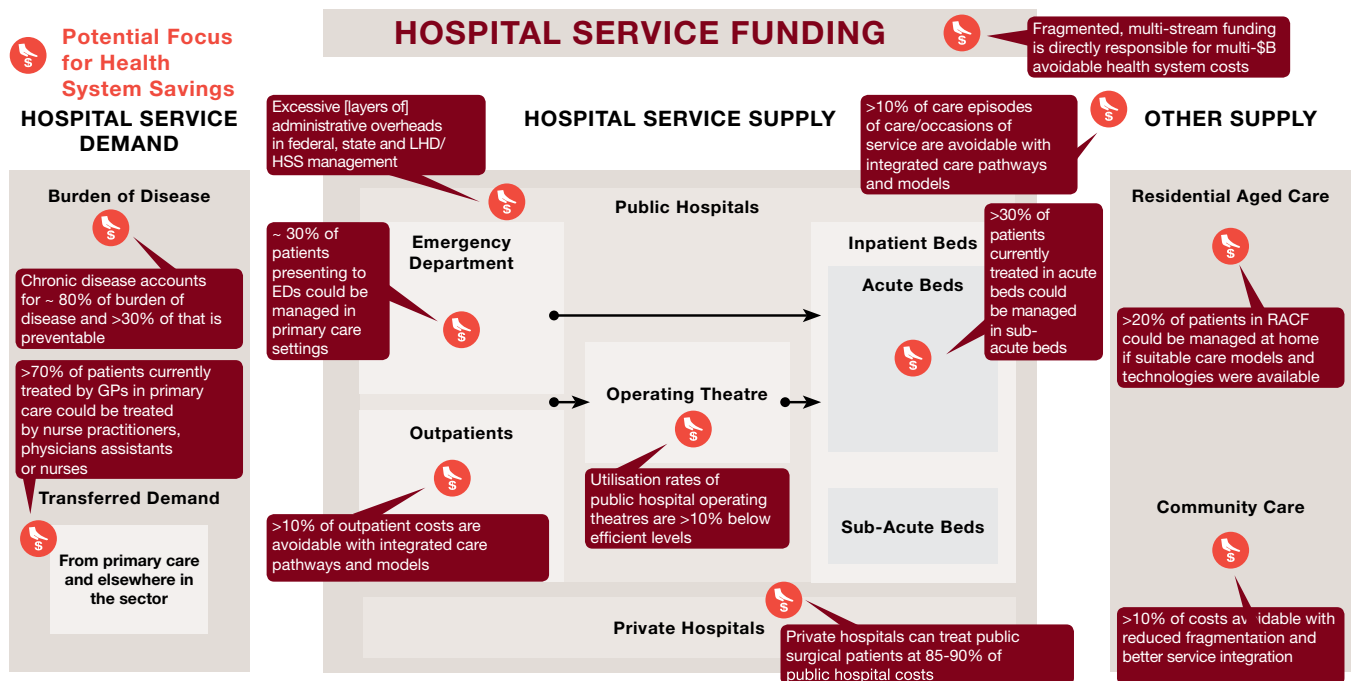 Potential Focus
for Health
System Savings
HOSPITAL SERVICE FUNDING
Fragmented, multi-stream funding
is directly responsible for multi-$B
avoidable health system costs
HOSPITAL SERVICE
DEMAND
Burden of Disease
Chronic disease accounts
for ~ 80% of burden of
disease and >30% of that is
preventable
>70% of patients currently
treated by GPs in primary
care could be treated
by nurse practitioners,
physicians assistants
or nurses
Transferred Demand
From primary care
and elsewhere in
the sector
HOSPITAL SERVICE SUPPLY
Excessive [layers of]
administrative overheads
in federal, state and LHD/
HSS management
>10% of care episodes
of care/occasions of
service are avoidable with
integrated care pathways
and models
Public Hospitals
~ 30% of
patients
presenting to
EDs could be
managed in
primary care
settings
Emergency
Department
Inpatient Beds
Acute Beds
>30% of
patients
currently
treated in acute
beds could
be managed
in sub-
acute beds
Operating Theatre
Utilisation rates of
public hospital operating
theatres are >10% below
efficient levels
Outpatients
>10% of outpatient costs are
avoidable with integrated care
pathways and models
Sub-Acute Beds
Private Hospitals
Private hospitals can treat public
surgical patients at 85-90% of
public hospital costs
OTHER SUPPLY
Residential Aged Care
>20% of patients in RACF
could be managed at home
if suitable care models and
technologies were available
Community Care
>10% of costs avoidable with
reduced fragmentation and
better service integration
$
$
$
$
$
$
$
$
$
$
$
$
$